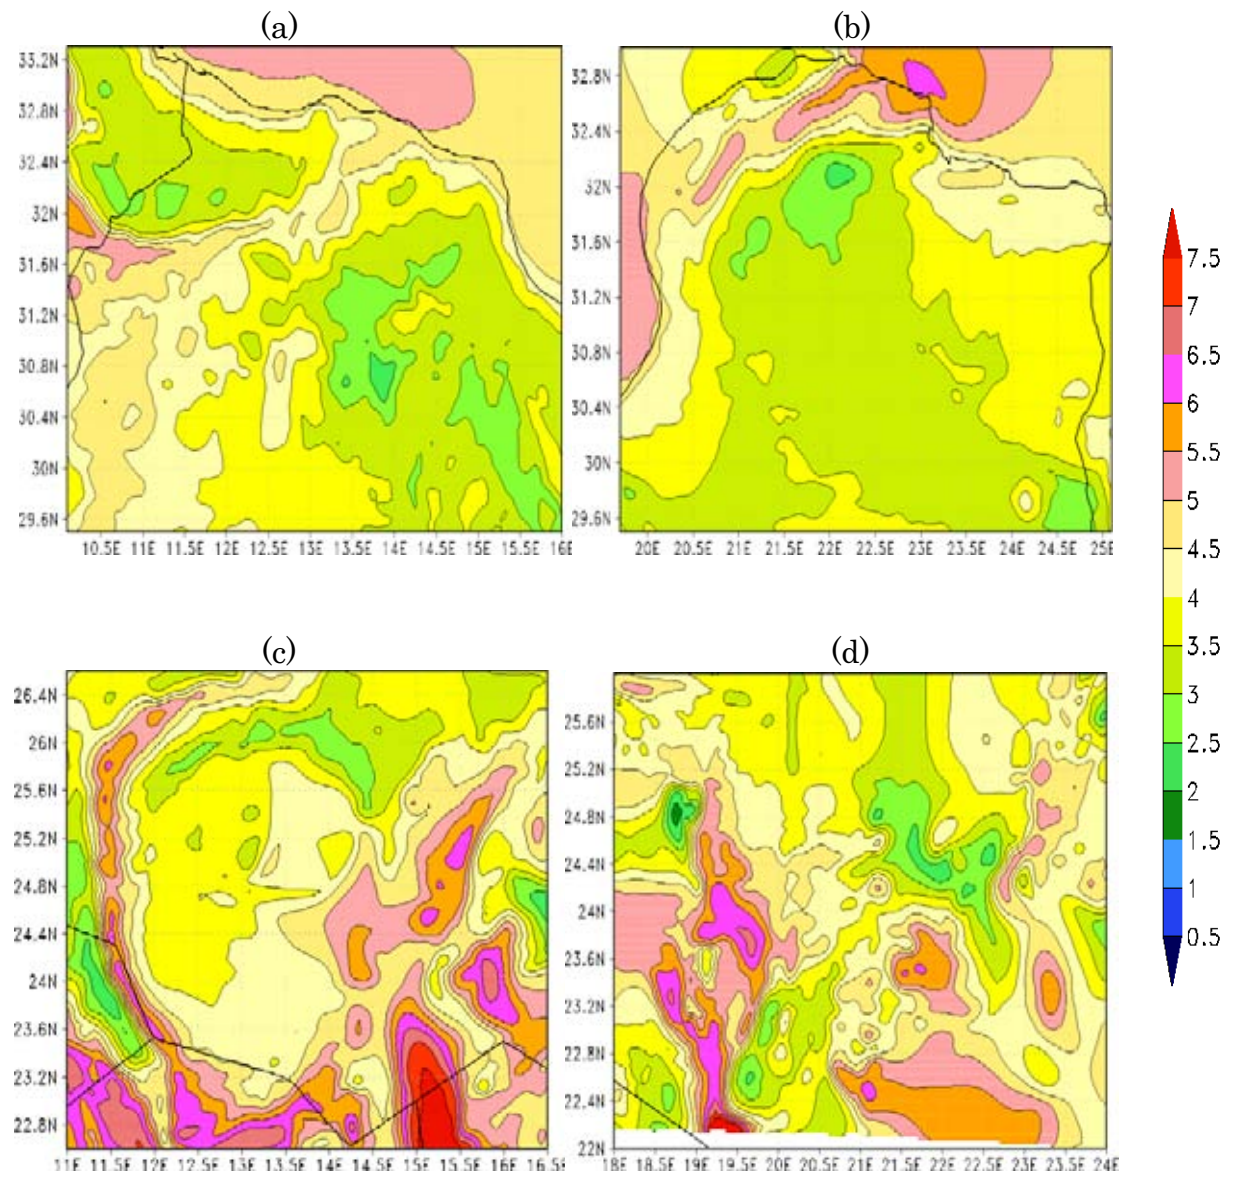 (a)
(b)
33.2N
32.8N
32.4N
32N
31.6N
31.2N
30.8N
30.4N
30N
29.6N
10.5E 11E 11.5E 12E 12.5E 13E 13.5E 14E 14.5E 15E 15.5E 16E
32.8N
32.4N
32N
31.6N
31.2N
30.8N
30.4N
30N
29.6N
20E 20.5E 21E 21.5E 22E 22.5E 23E 23.5E 24E 24.5E 25E
(c)
(d)
26.4N
26N
25.6N
25.2N
24.8N
24.4N
24N
23.6N
23.2N
22.8N
11E 11.5E 12E 12.5E 13E 13.5E 14E 14.5E 15E 15.5E 16E 16.5E
25.6N
25.2N
24.8N
24.4N
24N
23.6N
23.2N
22.8N
22.4N
22N
18E 18.5E 19E 19.5E 20E 20.5E 21E 21.5E 22E 22.5E 23E 23.5E 24E
7.5
7
6.5
6
5.5
5
4.5
4
3.5
3
2.5
2
1.5
1
0.5